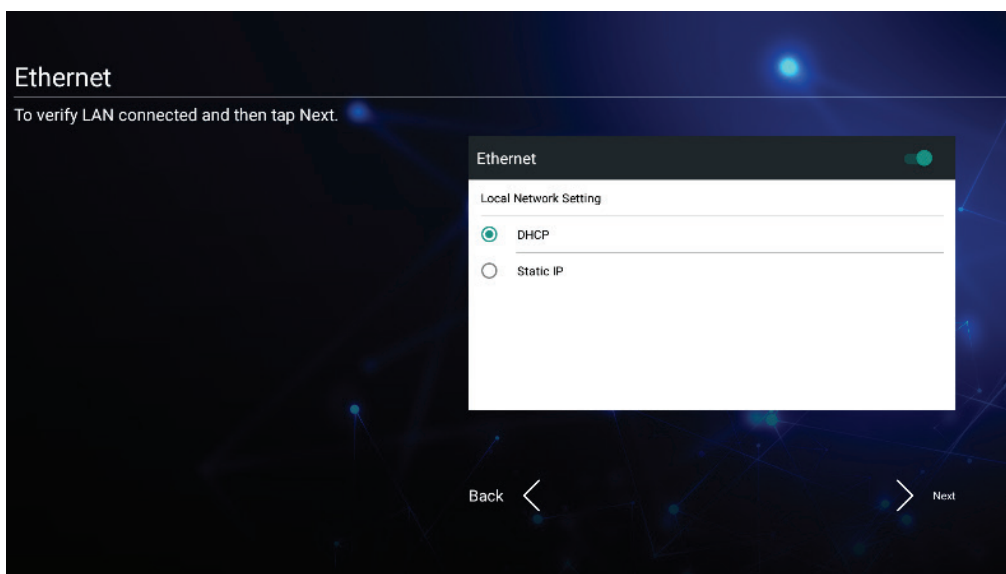 Ethernet
To verify LAN connected and then tap Next.
Ethernet
Local Network Setting
DHCP
Static IP
Back
Next